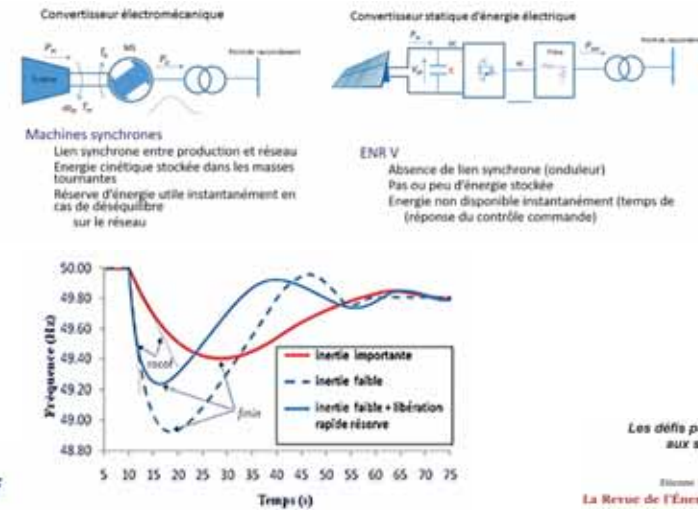 Convertisseur électromécanique
MS
Machines synchrones
Lien synchrone entre production et réseau
Energie cinétique stockée dans les masses
tournantes
Réserve d'énergie utile instantanément en
cas de déséquilibre
sur le réseau
Convertisseur statique d'énergie électrique
ENR V
Absence de lien synchrone (onduleur)
Pas ou peu d'énergie stockée
Energie non disponible instantanément (temps de
(réponse du contrôle commande)
Fréquence (Hz)
50.00
49.80
49.60
49.40
49.20
49.00
48.80
rocof
fmin
inertie importante
inertie faible
inertie faible + libération
rapide réserve
5 10 15 20 25 30 35 40 45 50 55 60 65 70 75
Temps (s)
Les défis p
aux s
Etienne
La Revue de l'Éner